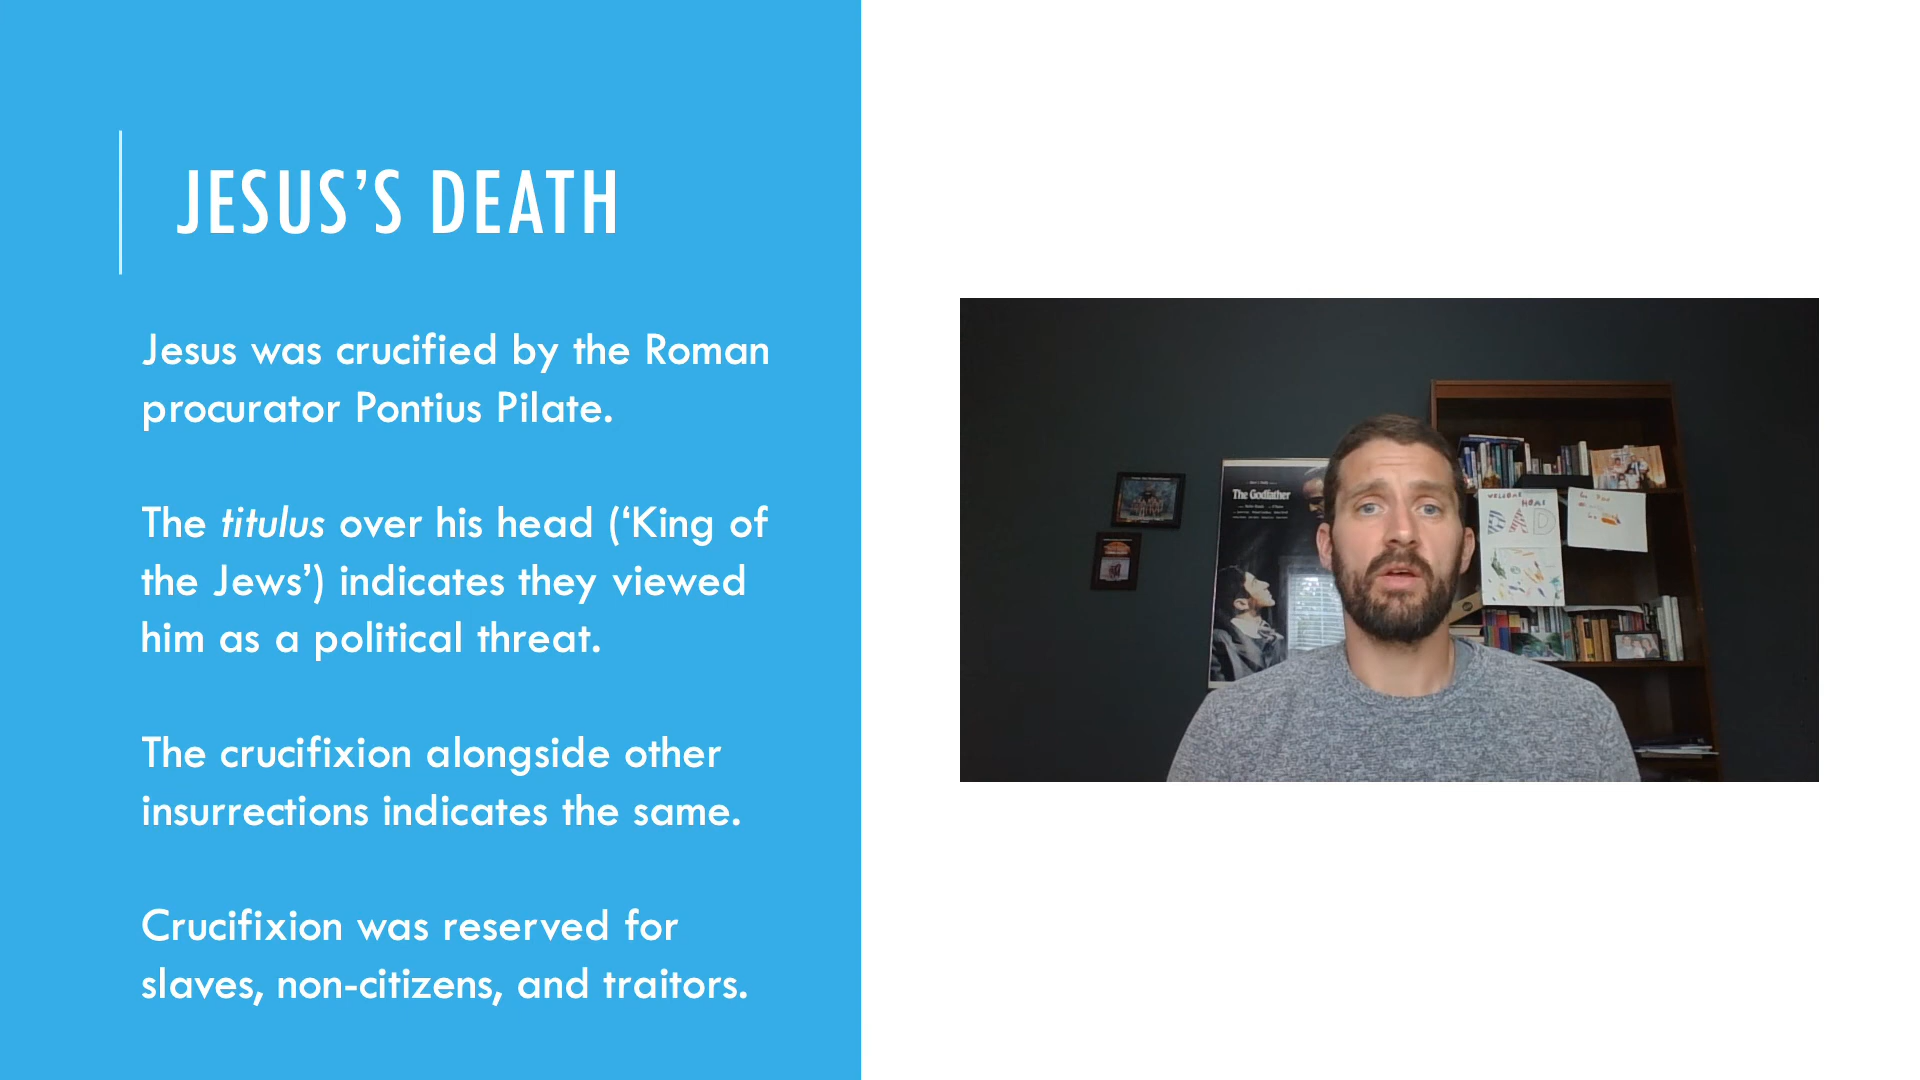 JESUS’S DEATH
Jesus was crucified by the Roman
procurator Pontius Pilate.
The titulus over his head (‘King of
the Jews’) indicates they viewed
him as a political threat.
The crucifixion alongside other
insurrections indicates the same.
Crucifixion was reserved for
slaves, non-citizens, and traitors.
The Godfather
WELCOME
HOME
DAD